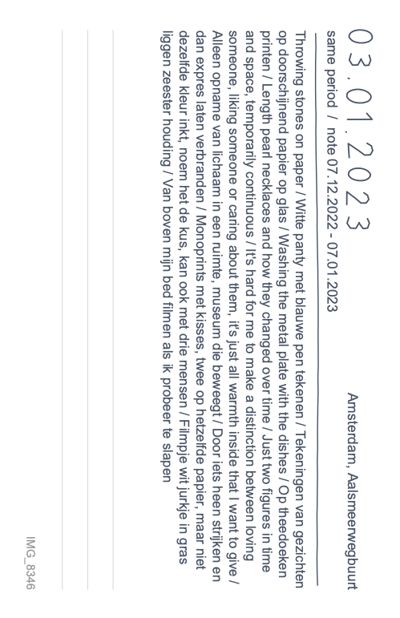 03.01.2023
Amsterdam, Aalsmeerwegbuurt
same period / note 07.12.2022 - 07.01.2023
Throwing stones on paper / Witte panty met blauwe pen tekenen / Tekeningen van gezichten
op doorschijnend papier op glas / Washing the metal plate with the dishes / Op theedoeken
printen / Length pearl necklaces and how they changed over time / Just two figures in time
and space, temporarily continuous / It's hard for me to make a distinction between loving
someone, liking someone or caring about them, it's just all warmth inside that I want to give /
Alleen opname van lichaam in een ruimte, museum die beweegt / Door iets heen strijken en
dan expres laten verbranden / Monoprints met kisses, twee op hetzelfde papier, maar niet
dezelfde kleur inkt, noem het de kus, kan ook met drie mensen / Filmpje wit jurkje in gras
liggen zeester houding / Van boven mijn bed filmen als ik probeer te slapen
IMG_8346